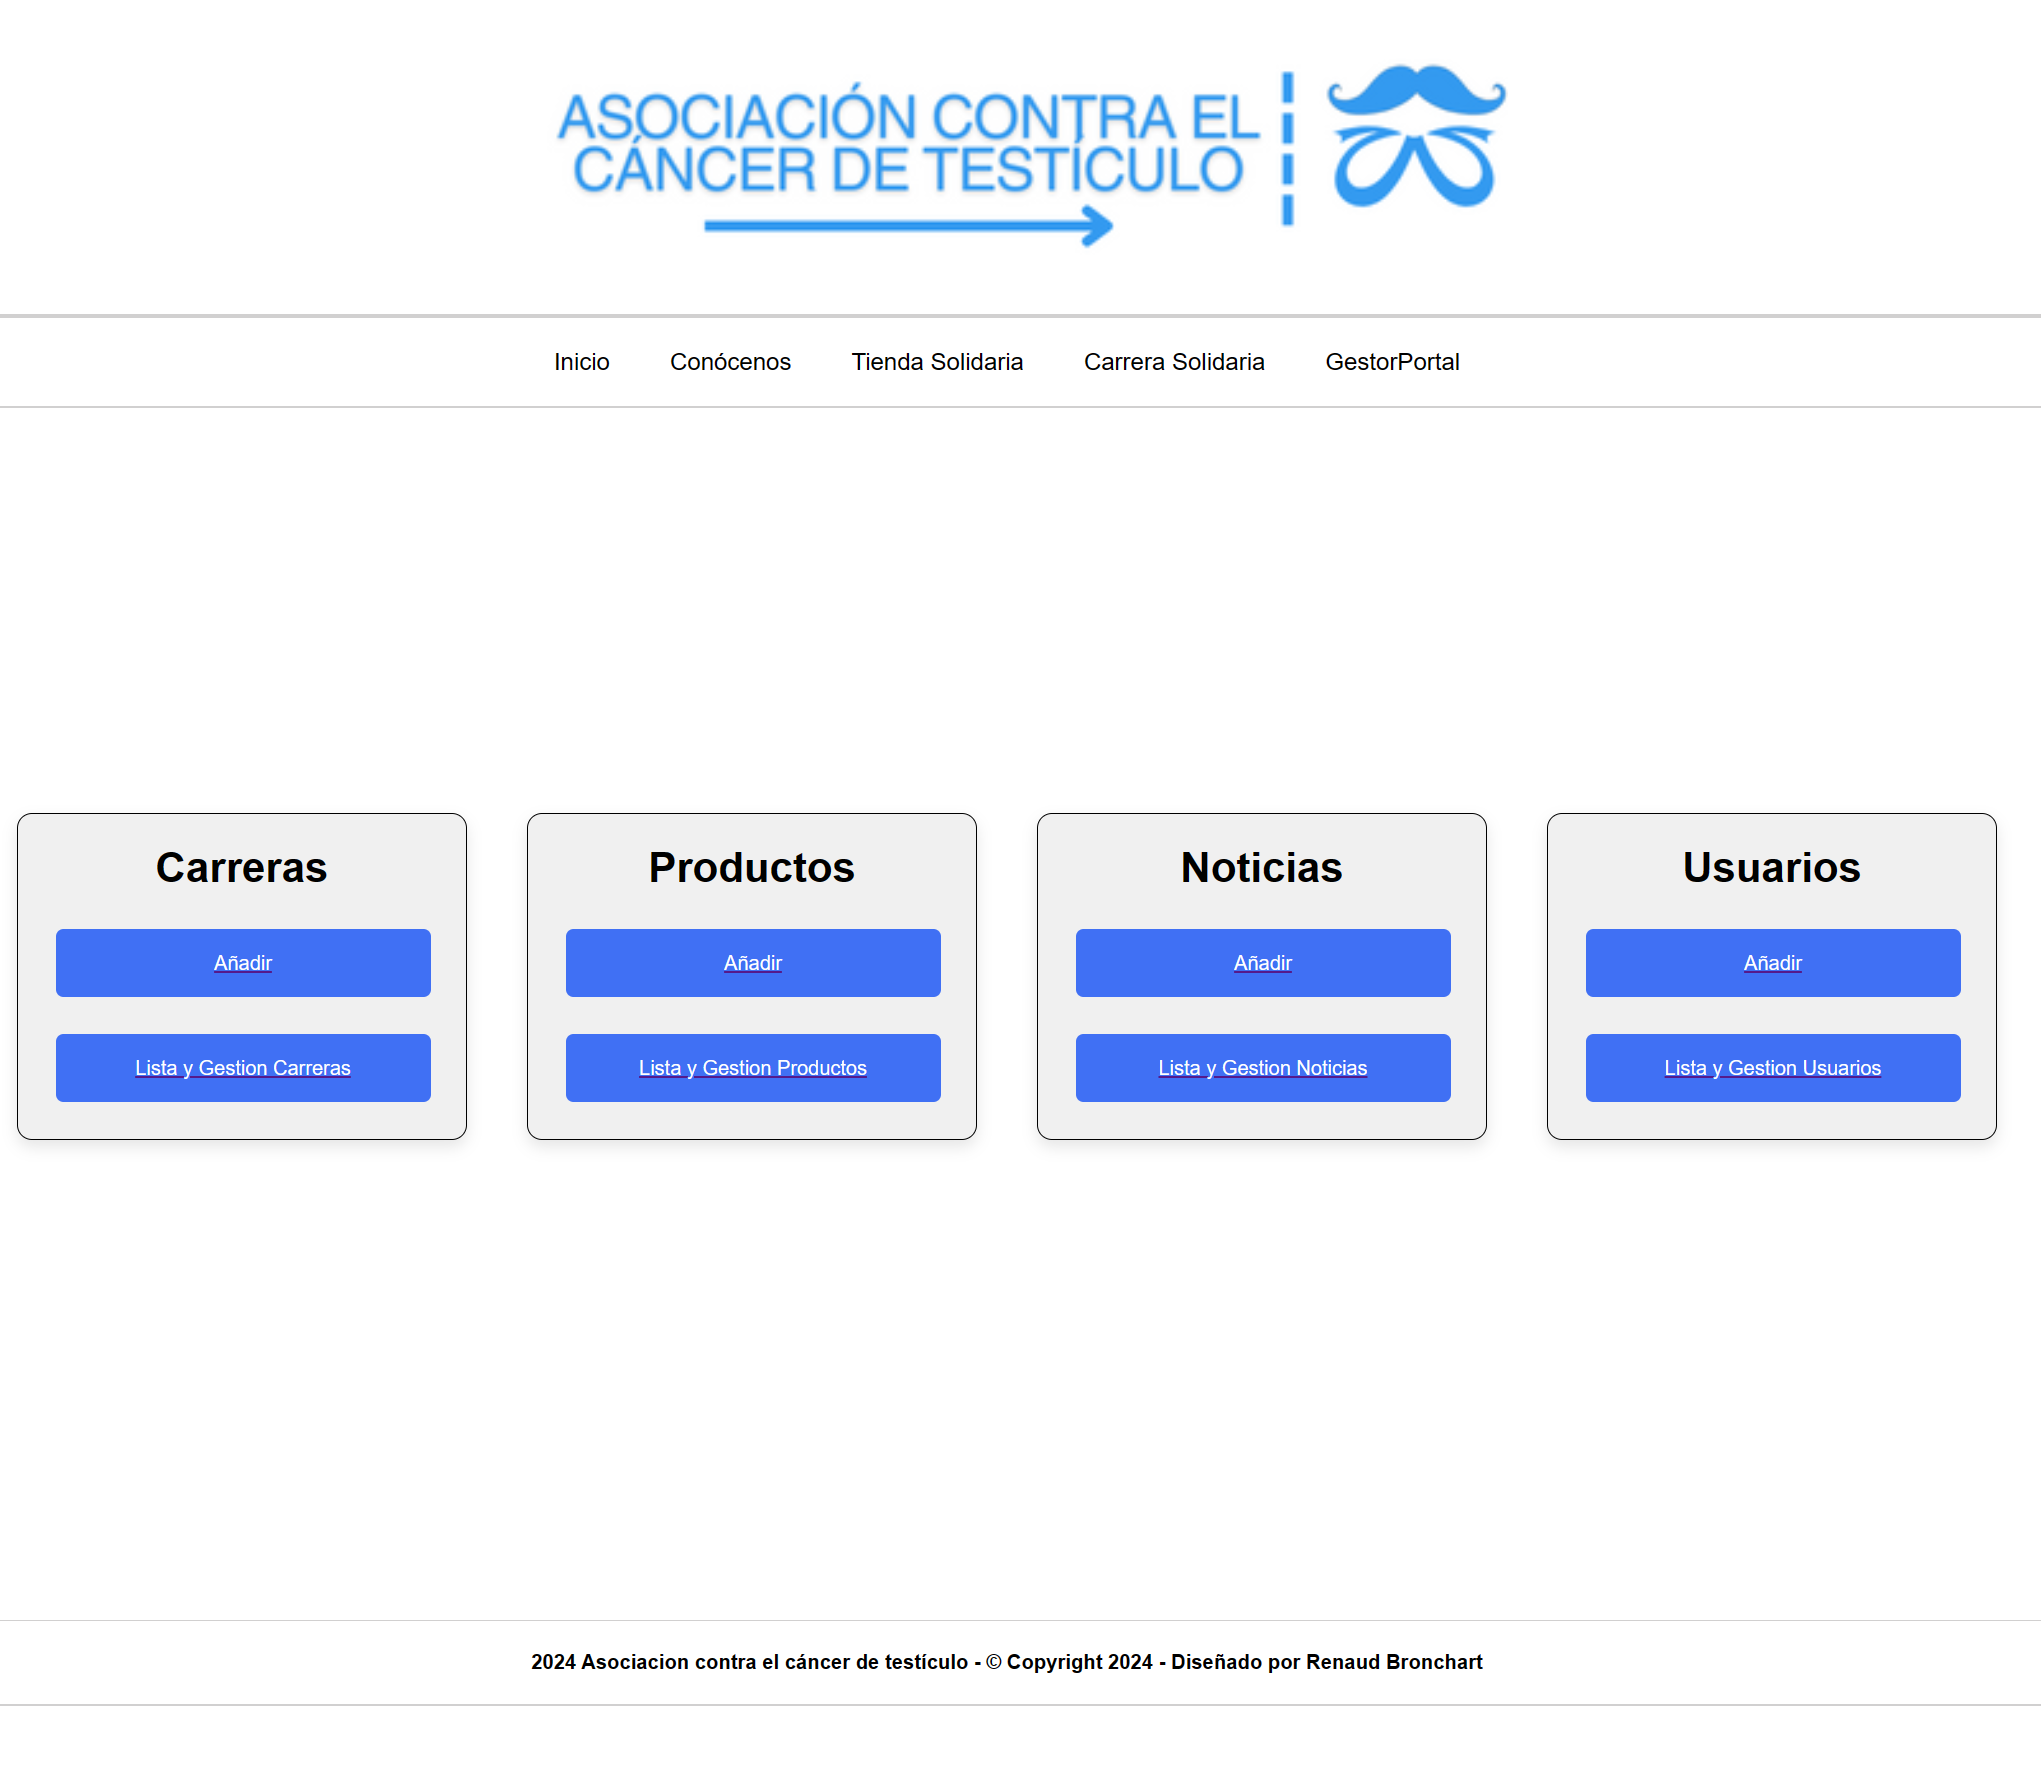 ASOCIACIÓN CONTRA EL
CÁNCER DE TESTÍCULO
Inicio Conócenos Tienda Solidaria Carrera Solidaria GestorPortal
Carreras
Añadir
Lista y Gestion Carreras
Productos
Añadir
Lista y Gestion Productos
Noticias
Añadir
Lista y Gestion Noticias
Usuarios
Añadir
Lista y Gestion Usuarios
2024 Asociacion contra el cáncer de testículo - © Copyright 2024 - Diseñado por Renaud Bronchart